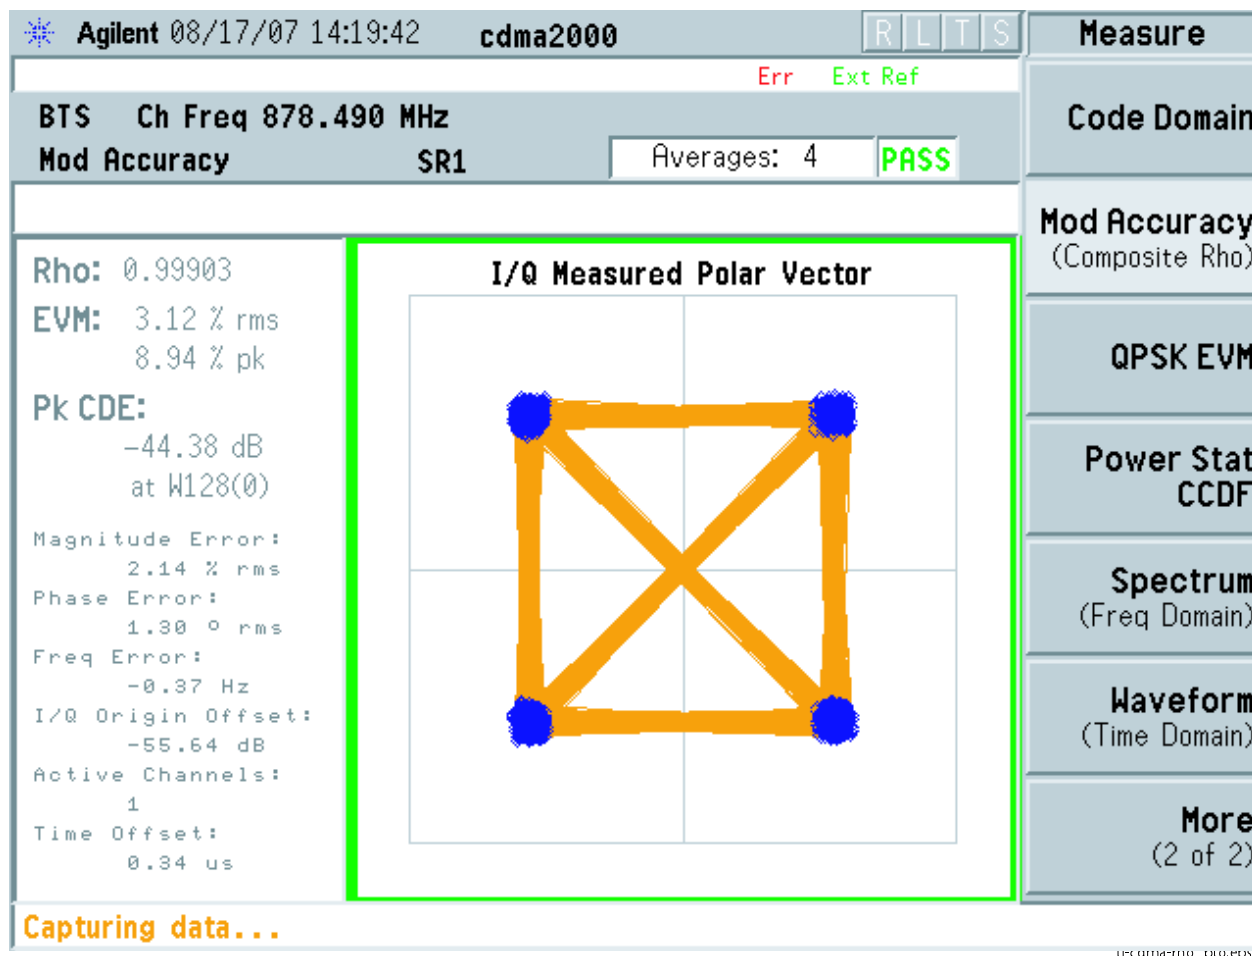 Agilent 08/17/07 14:19:42 cdma2000 R L T S
Measure
Err Ext Ref
BTS Ch Freq 878.490 MHz
Mod Accuracy SR1 Averages: 4 PASS
Rho: 0.99903
EVM: 3.12 % rms
8.94 % pk
Pk CDE:
-44.38 dB
at W128(0)
Magnitude Error:
2.14 % rms
Phase Error:
1.30 º rms
Freq Error:
-0.37 Hz
I/Q Origin Offset:
-55.64 dB
Active Channels:
1
Time Offset:
0.34 us
I/Q Measured Polar Vector
Code Domain
Mod Accuracy
(Composite Rho)
QPSK EVM
Power Stat
CCDF
Spectrum
(Freq Domain)
Waveform
(Time Domain)
More
(2 of 2)
Capturing data...